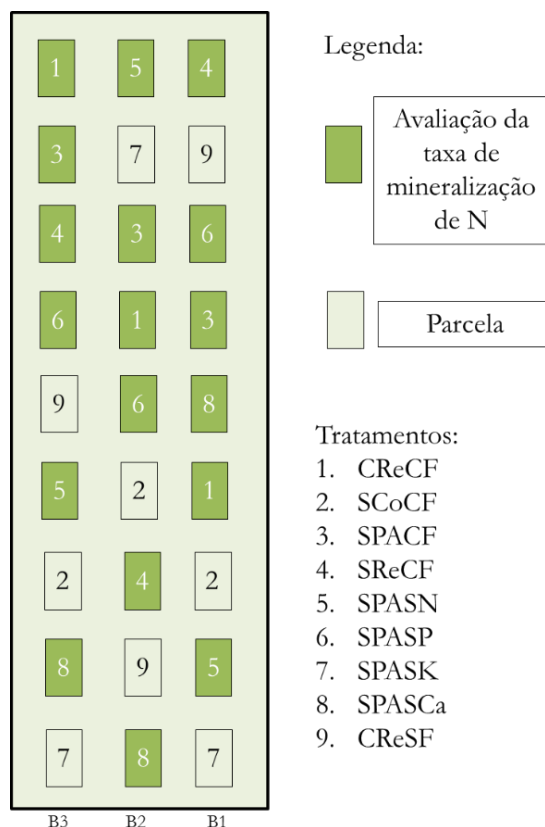 1 5 4
3 7 9
4 3 6
6 1 3
9 6 8
5 2 1
2 4 2
8 9 5
7 8 7
B3 B2 B1
Legenda:
Avaliação da
taxa de
mineralização
de N
Parcela
Tratamentos:
1. CReCF
2. SCoCF
3. SPACF
4. SReCF
5. SPASN
6. SPASP
7. SPASK
8. SPASCa
9. CReSF